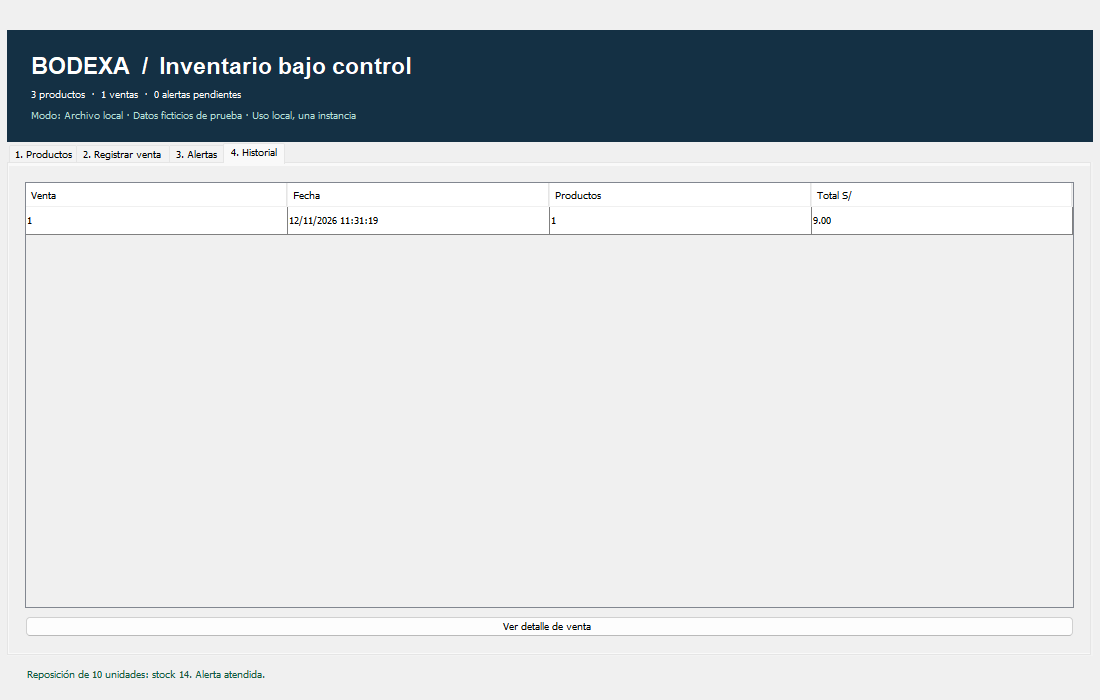 BODEXA / Inventario bajo control
3 productos · 1 ventas · 0 alertas pendientes
Modo: Archivo local · Datos ficticios de prueba · Uso local, una instancia
1. Productos 2. Registrar venta 3. Alertas 4. Historial
Venta Fecha Productos Total S/
1 12/11/2026 11:31:19 1 9.00
Ver detalle de venta
Reposición de 10 unidades: stock 14. Alerta atendida.